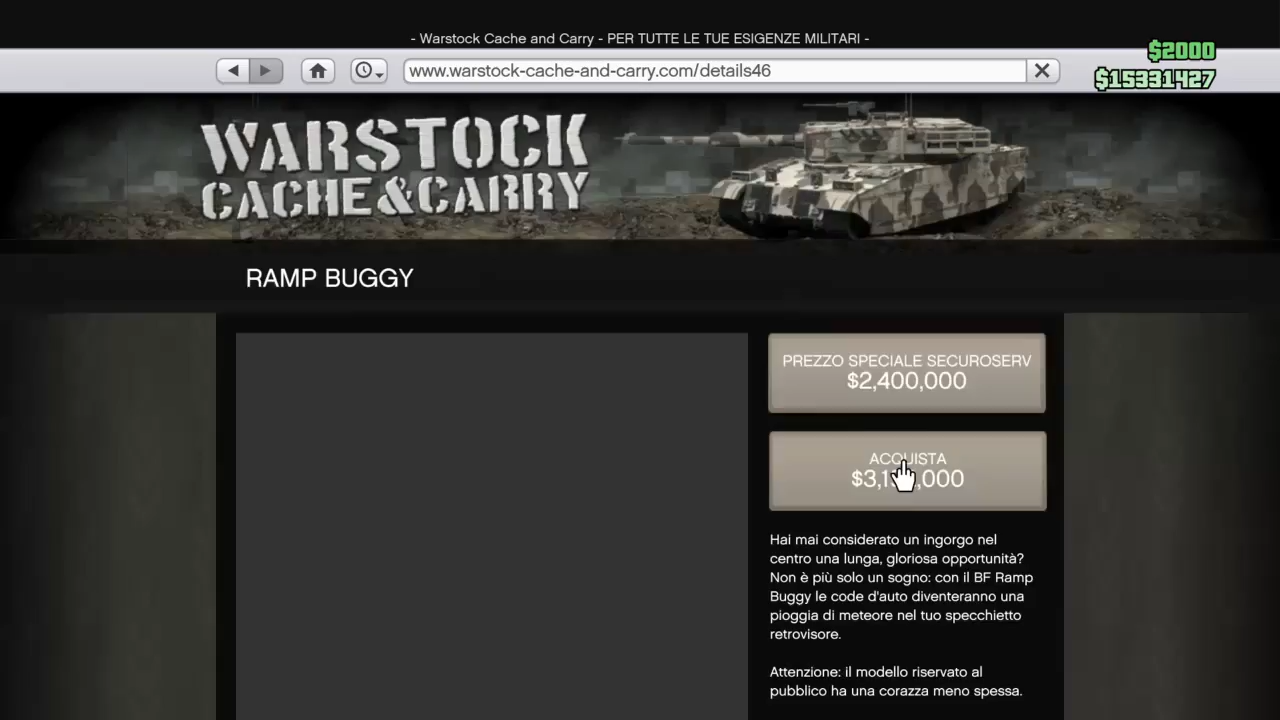 - Warstock Cache and Carry - PER TUTTE LE TUE ESIGENZE MILITARI -
$2000
www.warstock-cache-and-carry.com/details46
$15331427
WARSTOCK
CACHE&CARRY
RAMP BUGGY
PREZZO SPECIALE SECUROSERV
$2,400,000
ACQUISTA
Hai mai considerato un ingorgo nel
centro una lunga, gloriosa opportunità?
Non è più solo un sogno: con il BF Ramp
Buggy le code d'auto diventeranno una
pioggia di meteore nel tuo specchietto
retrovisore.
Attenzione: il modello riservato al
pubblico ha una corazza meno spessa.